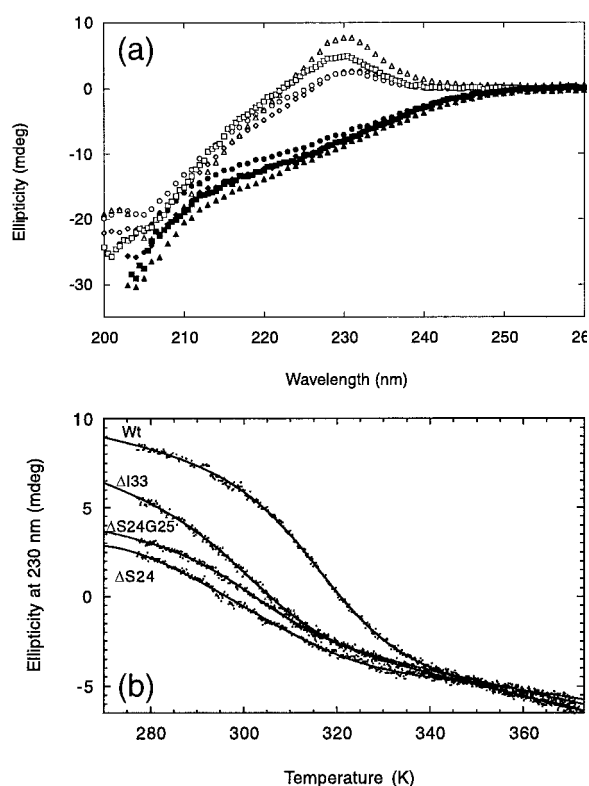 (a)
10
0
-10
-20
-30
Ellipticity (mdeg)
200 210 220 230 240 250 26
Wavelength (nm)
(b)
10
5
0
-5
Ellipticity at 230 nm (mdeg)
Wt
ΔI33
ΔS24G25
ΔS24
280 300 320 340 360
Temperature (K)